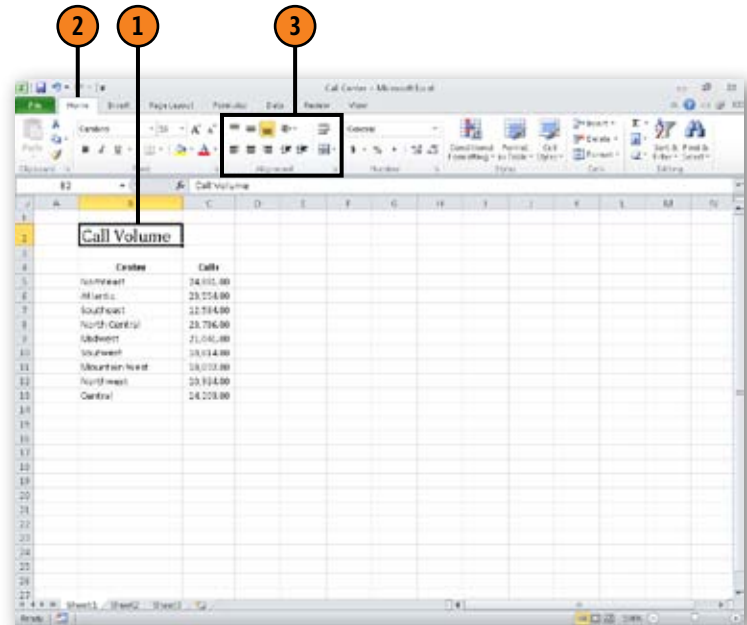 2 1 3
Call Center - Microsoft Excel
File Home Insert Page Layout Formulas Data Review View
Cambria General Conditional Format Cell Insert
Paste Formatting as Table Styles Delete Sort & Find &
Format Filter Select
Clipboard Font Alignment Number Styles Cells Editing
B2 Call Volume
A B C D E F G H I J K L M N
1
2 Call Volume
3
4 Center Calls
5 Northeast
6 Atlantic
7 Southeast
8 North Central
9 Midwest
10 Southwest
11 Mountain West
12 Northwest
13 Central
14
15
16
17
18
19
20
21
22
23
24
25
26
27
Sheet1 Sheet2 Sheet3
Ready